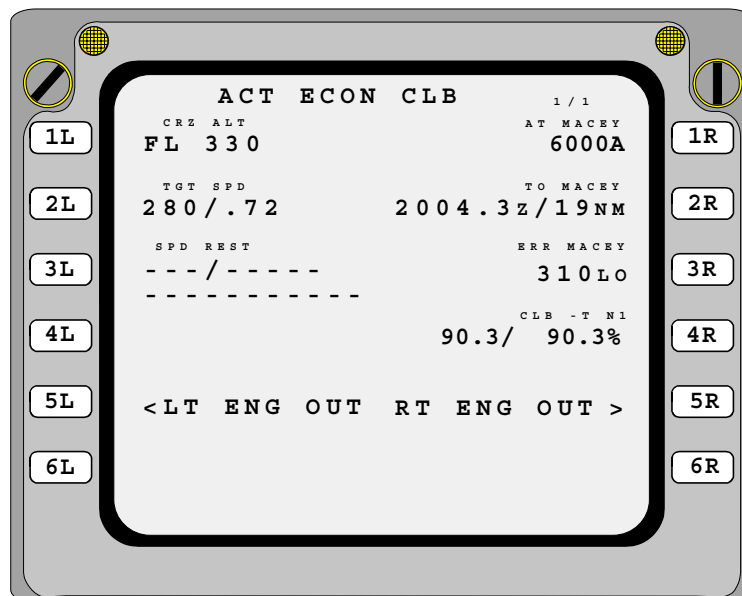 ACT ECON CLB 1/1
CRZ ALT AT MACEY
1L FL 330 6000A 1R
TGT SPD TO MACEY
2L 280/.72 2004.3Z/19NM 2R
SPD REST ERR MACEY
3L ---/----- 310LO 3R
-----------
CLB -T N1
4L 90.3/ 90.3% 4R
5L <LT ENG OUT RT ENG OUT > 5R
6L 6R